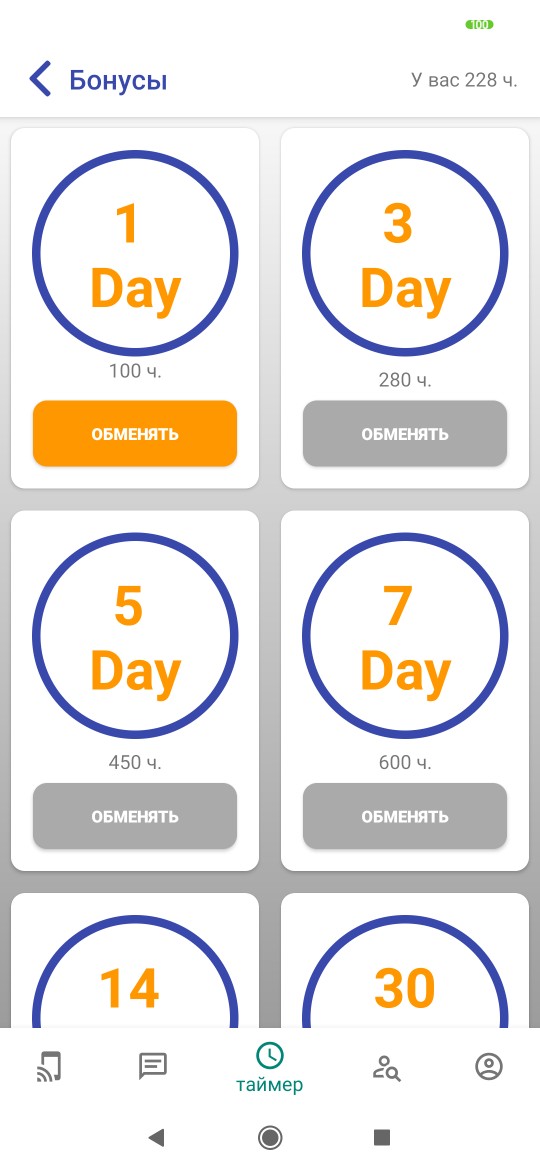 100
Бонусы
У вас 228 ч.
1
Day
100 ч.
ОБМЕНЯТЬ
3
Day
280 ч.
ОБМЕНЯТЬ
5
Day
450 ч.
ОБМЕНЯТЬ
7
Day
600 ч.
ОБМЕНЯТЬ
14
30
таймер